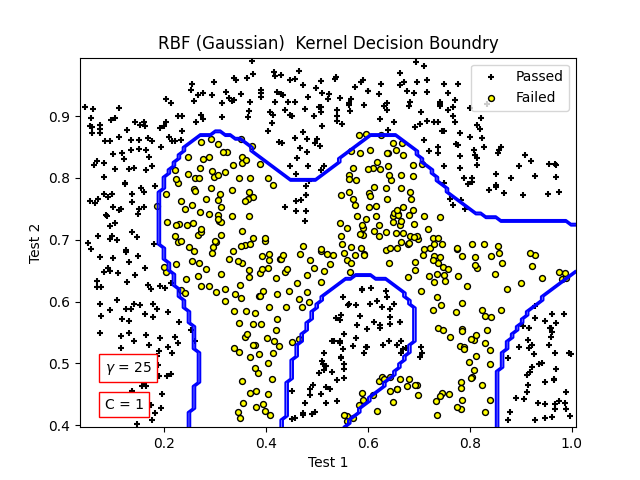 RBF (Gaussian)  Kernel Decision Boundry
Passed
Failed
Test 2
0.9
0.8
0.7
0.6
0.5
0.4
γ = 25
C = 1
0.2
0.4
0.6
0.8
1.0
Test 1